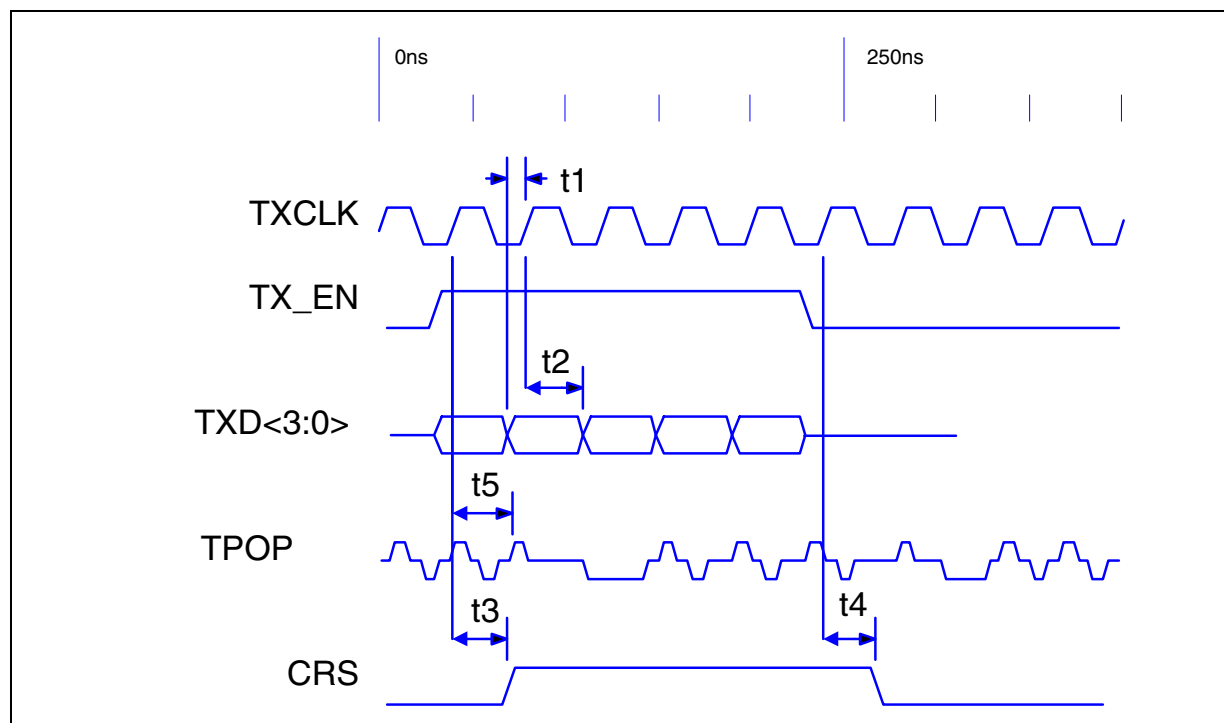 0ns
250ns
t1
TXCLK
TX_EN
t2
TXD<3:0>
t5
TPOP
t3
t4
CRS